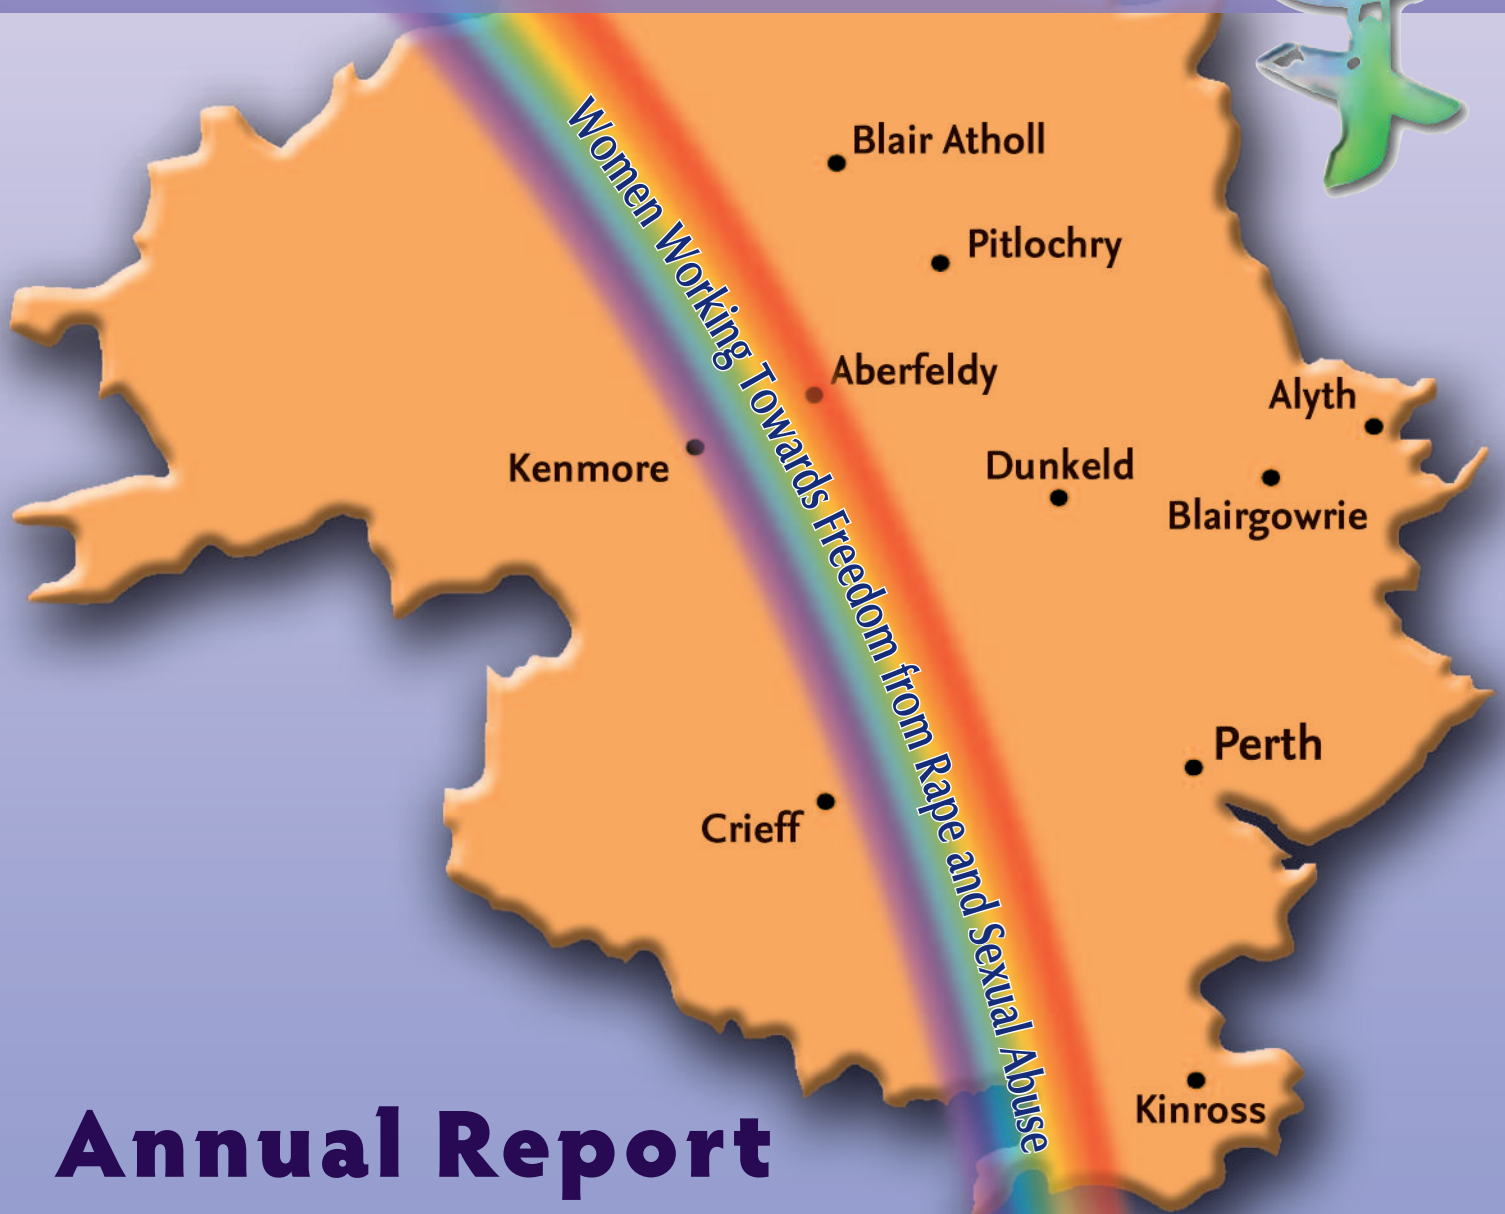 Women Working Towards Freedom from Rape and Sexual Abuse
Blair Atholl
Pitlochry
Aberfeldy
Alyth
Kenmore
Dunkeld
Blairgowrie
Perth
Crieff
Kinross
Annual Report